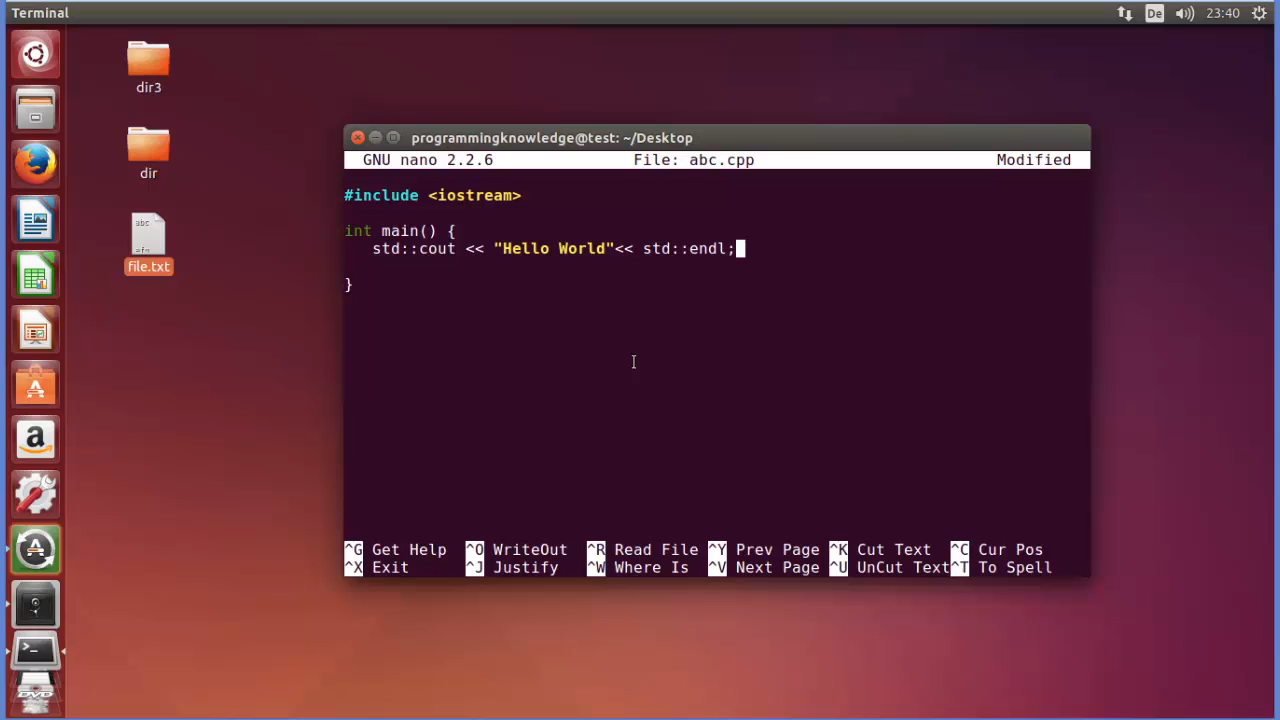 Terminal
De
23:40
dir3
dir
abc
file.txt
programmingknowledge@test: ~/Desktop
GNU nano 2.2.6 File: abc.cpp Modified
#include <iostream>
int main() {
std::cout << "Hello World"<< std::endl;
}
^G Get Help ^O WriteOut ^R Read File ^Y Prev Page ^K Cut Text ^C Cur Pos
^X Exit ^J Justify ^W Where Is ^V Next Page ^U UnCut Text ^T To Spell
>_
DVD